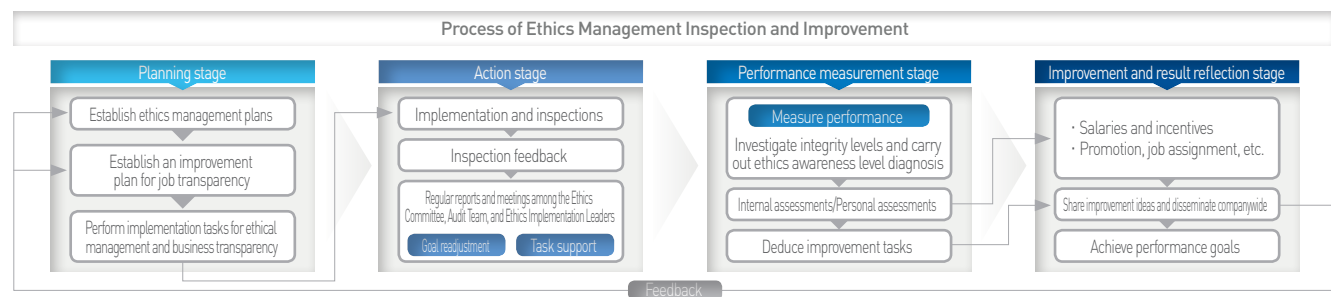 Process of Ethics Management Inspection and Improvement
Planning stage
Establish ethics management plans
Establish an improvement
plan for job transparency
Perform implementation tasks for ethical
management and business transparency
Action stage
Implementation and inspections
Inspection feedback
Regular reports and meetings among the Ethics
Committee, Audit Team, and Ethics Implementation Leaders
Goal readjustment
Task support
Performance measurement stage
Measure performance
Investigate integrity levels and carry
out ethics awareness level diagnosis
Internal assessments/Personal assessments
Deduce improvement tasks
Improvement and result reflection stage
· Salaries and incentives
· Promotion, job assignment, etc.
Share improvement ideas and disseminate companywide
Achieve performance goals
Feedback